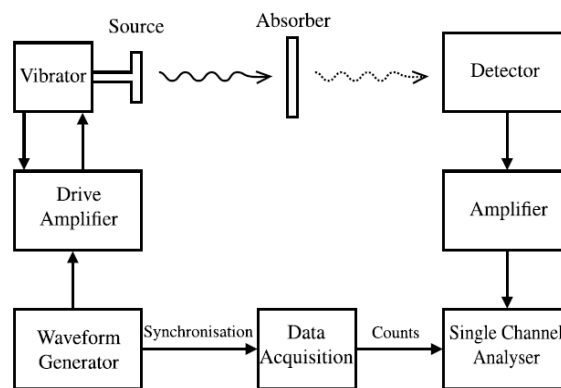 Source
Absorber
Vibrator
Detector
Drive
Amplifier
Amplifier
Waveform
Generator
Synchronisation
Data
Acquisition
Counts
Single Channel
Analyser